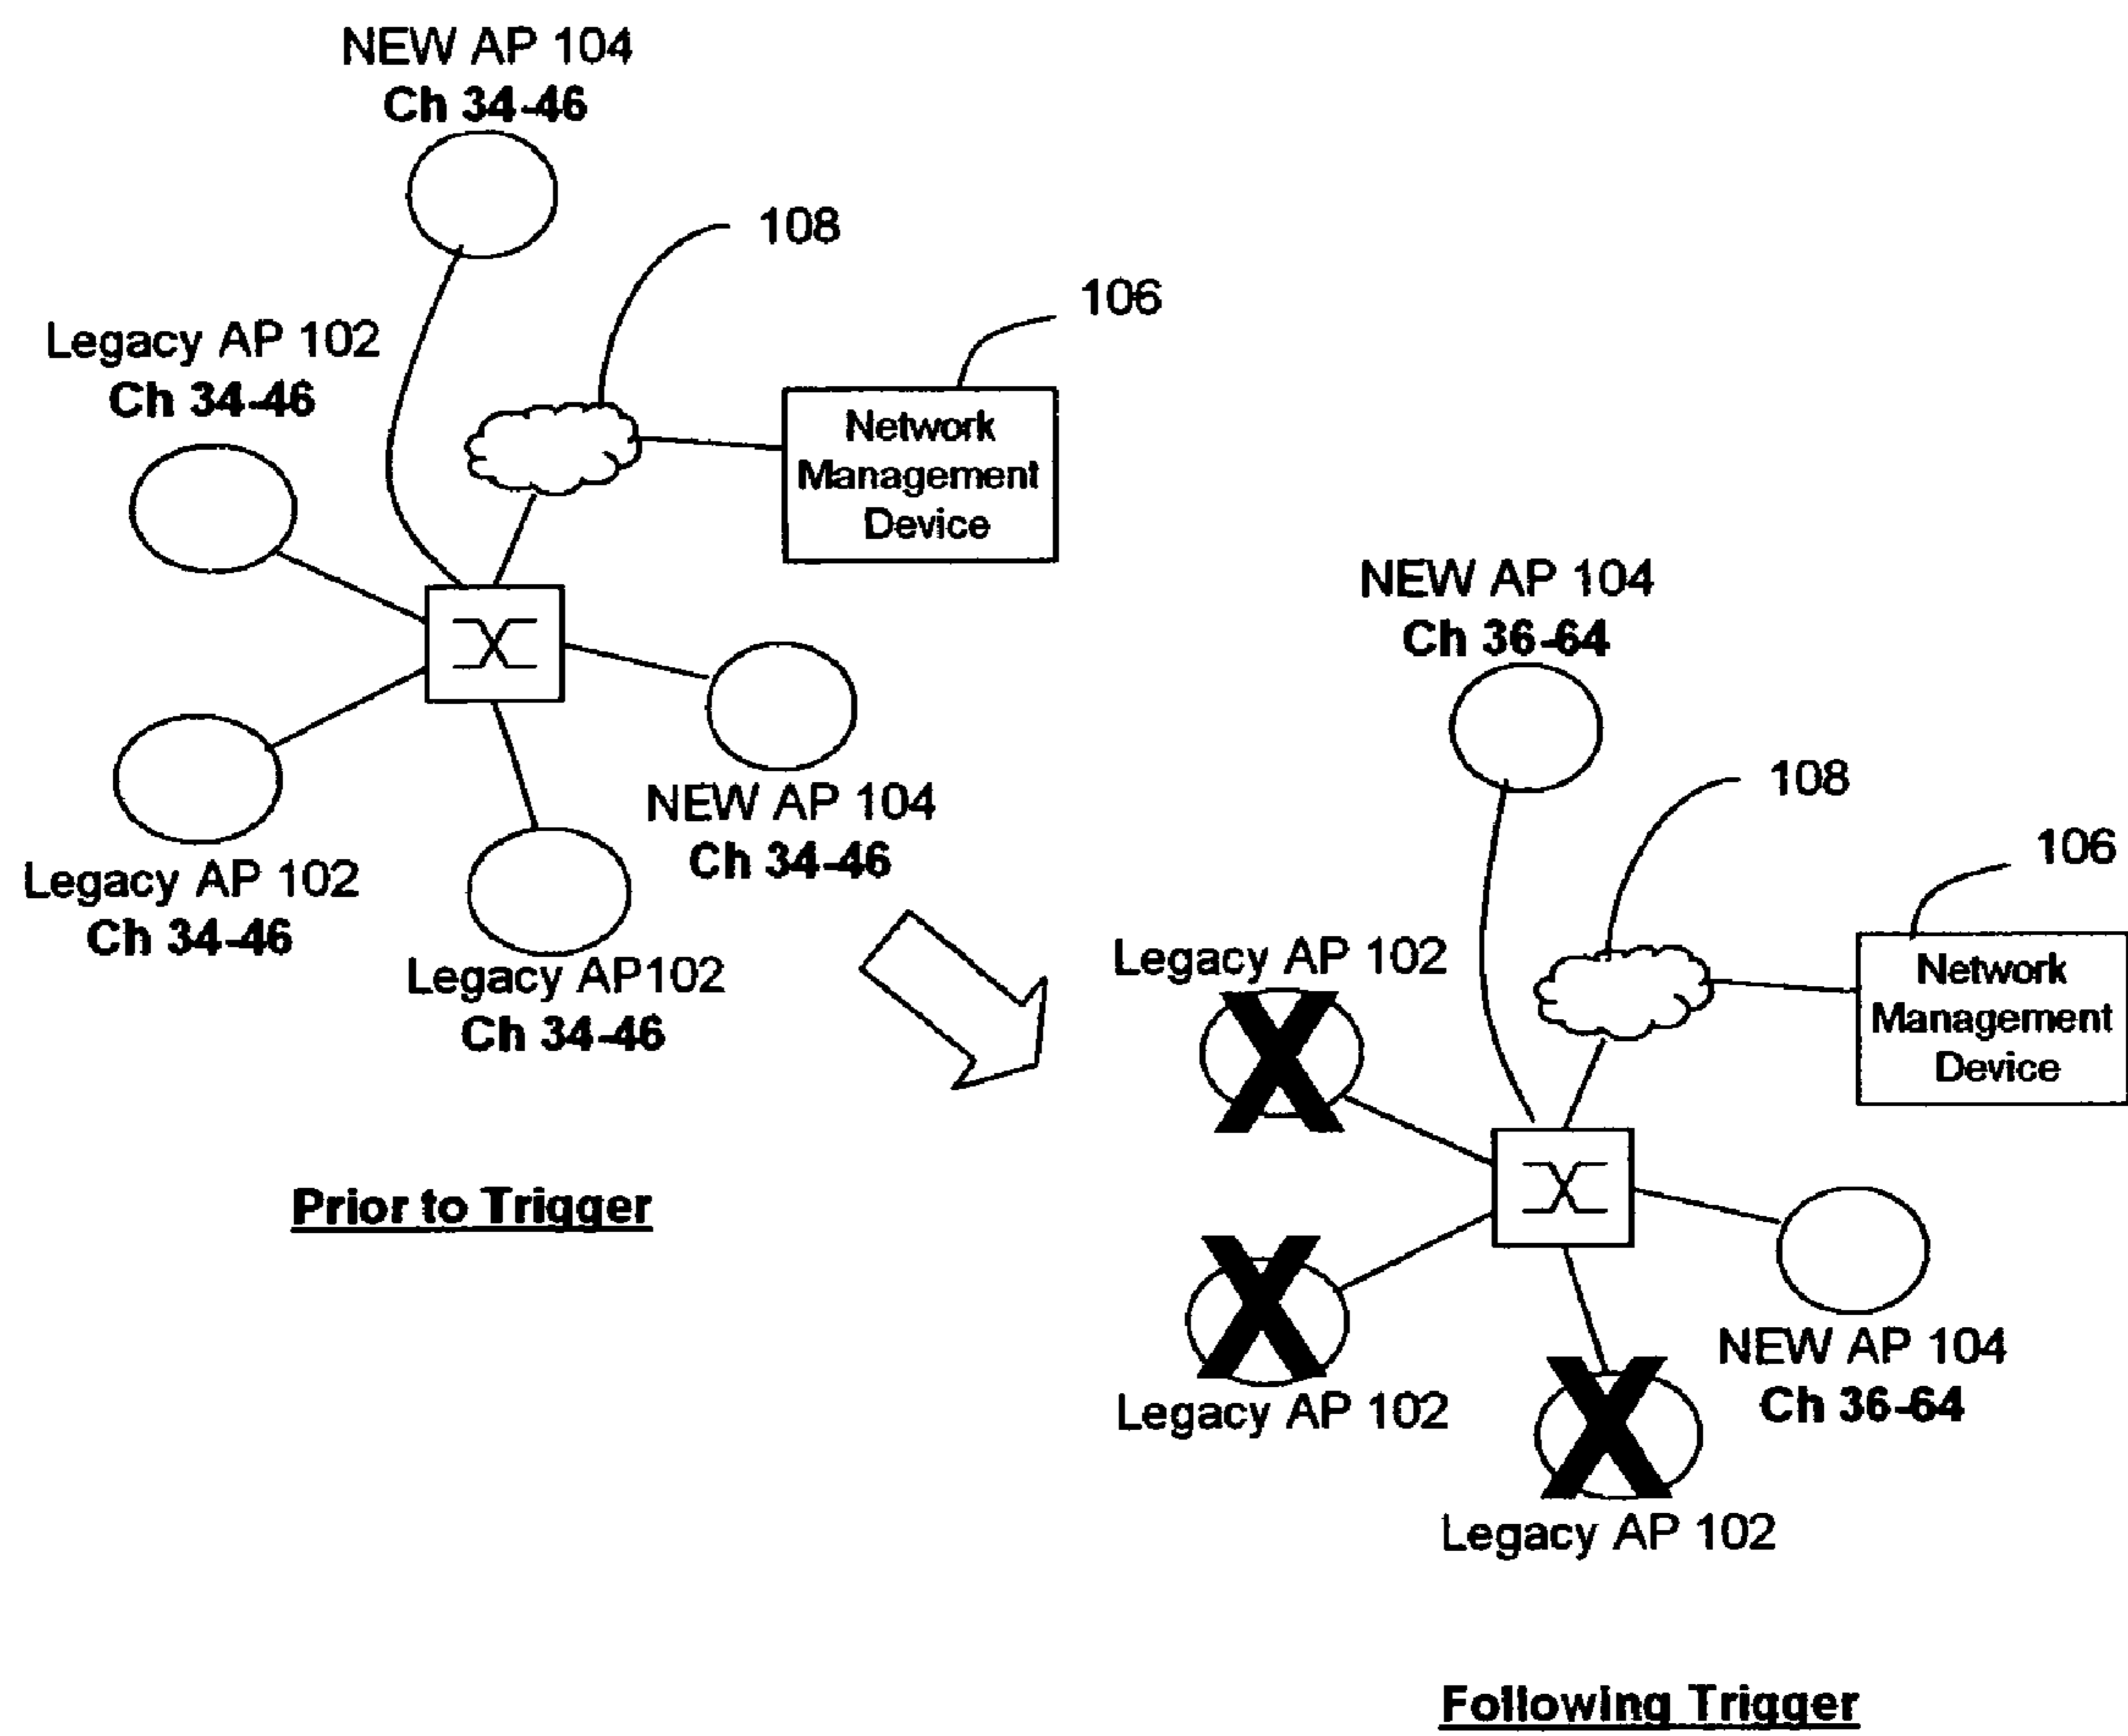 NEW AP 104
Ch 34-46
108
106
Legacy AP 102
Ch 34-46
Network
Management
Device
NEW AP 104
Ch 34-46
Legacy AP 102
Ch 34-46
Legacy AP102
Ch 34-46
Prior to Trigger
NEW AP 104
Ch 36-64
108
106
Legacy AP 102
Network
Management
Device
Legacy AP 102
NEW AP 104
Ch 36-64
Legacy AP 102
Following Trigger